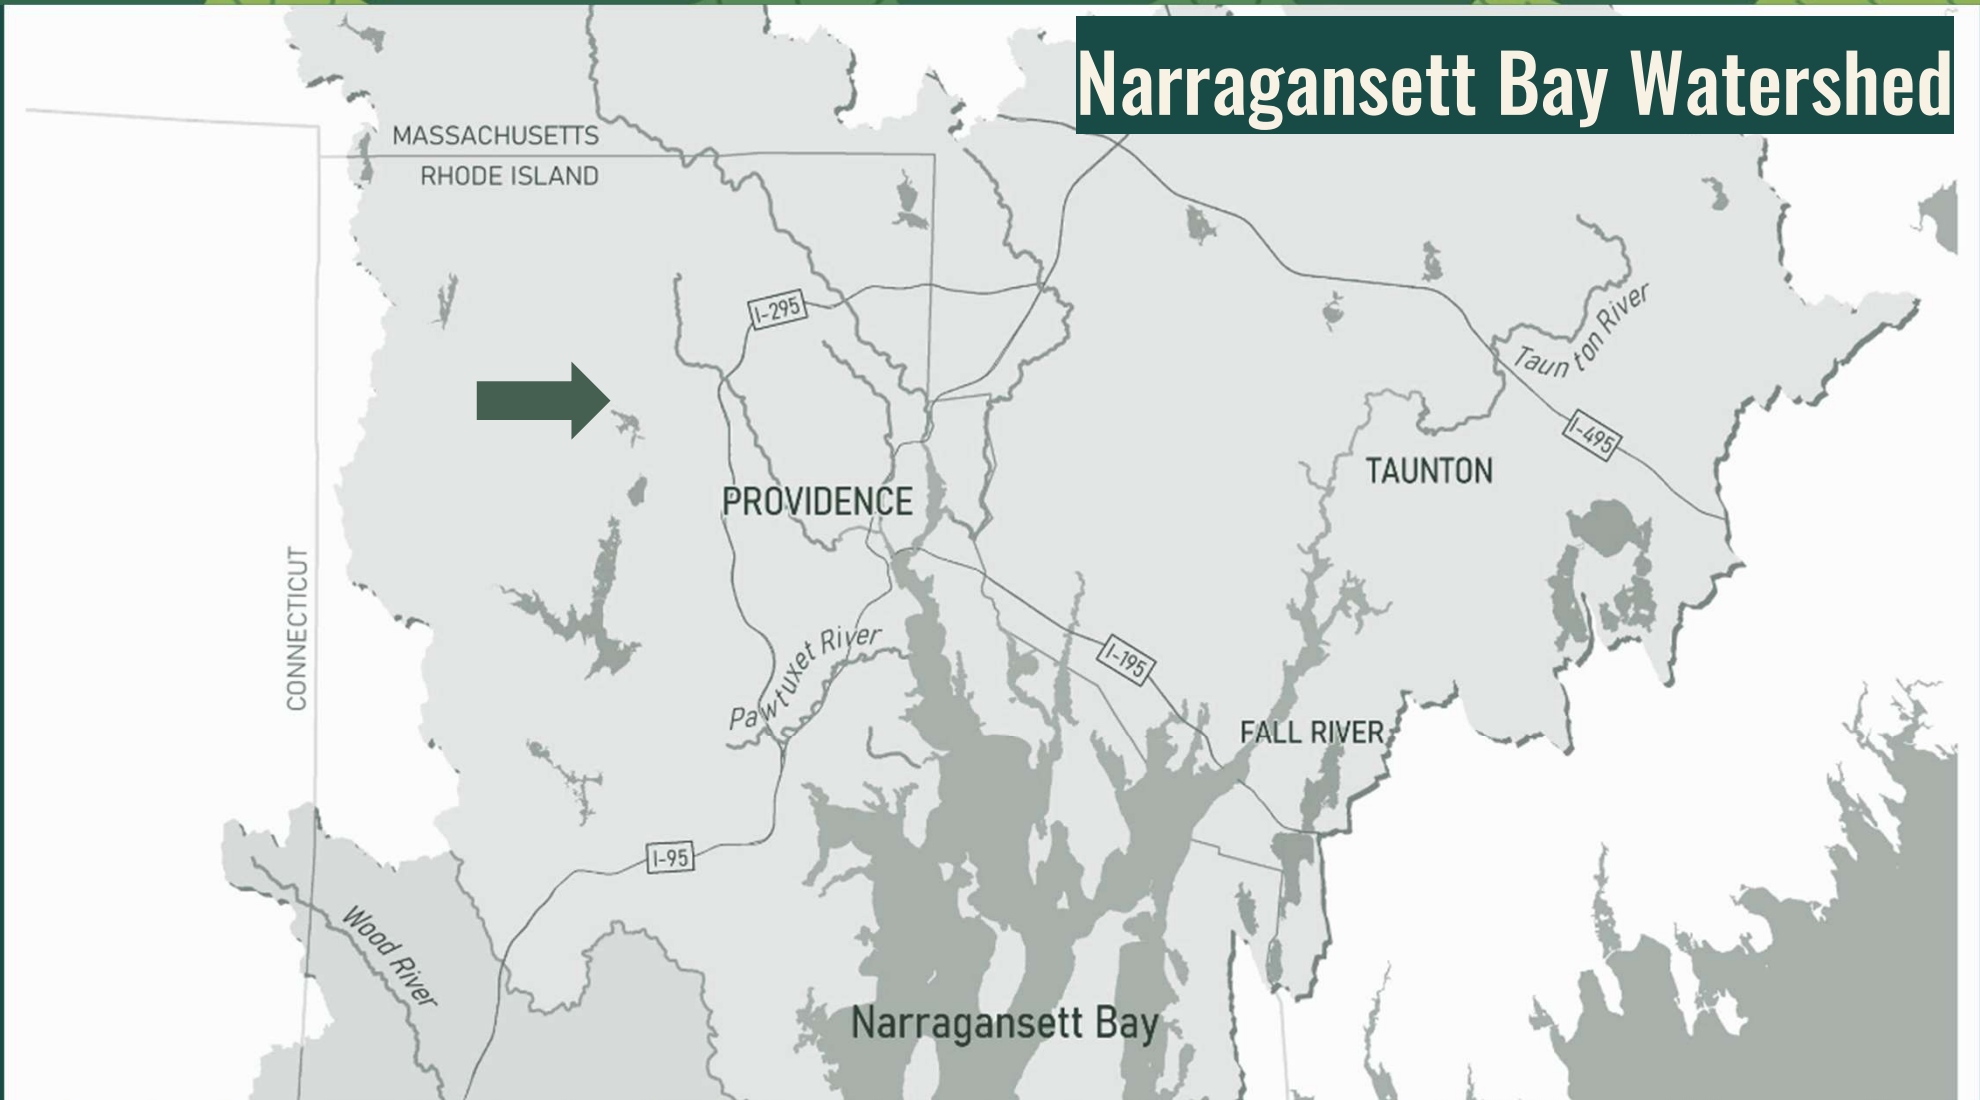 Narragansett Bay Watershed
MASSACHUSETTS
RHODE ISLAND
I-295
Taunton River
I-495
TAUNTON
PROVIDENCE
CONNECTICUT
Pawtuxet River
I-195
FALL RIVER
I-95
Wood River
Narragansett Bay